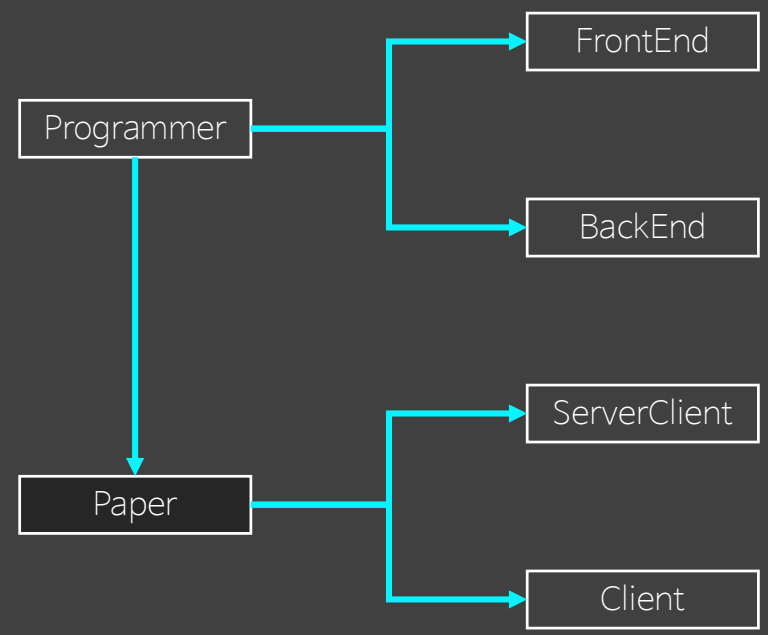 FrontEnd
Programmer
BackEnd
ServerClient
Paper
Client